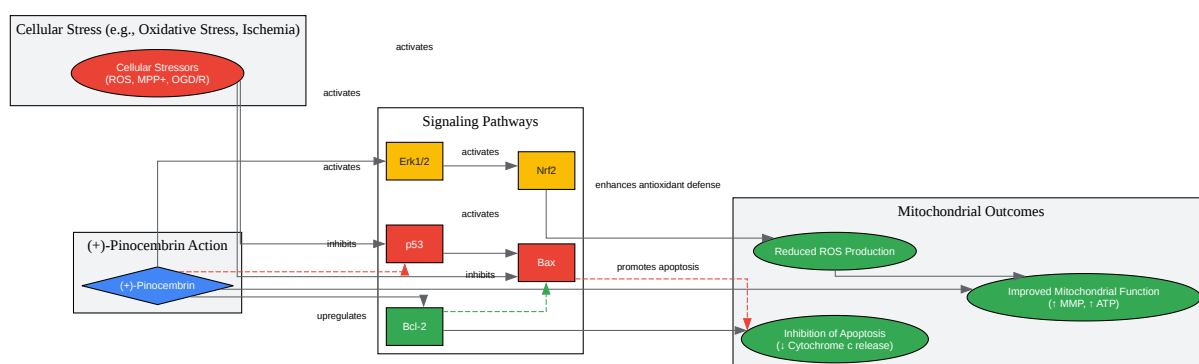 Cellular Stress (e.g., Oxidative Stress, Ischemia)
Cellular Stressors
(ROS, MPP+, OGD/R)
activates
activates
Signaling Pathways
Erk1/2
activates
Nrf2
activates
enhances antioxidant defense
activates
Mitochondrial Outcomes
(+)-Pinocembrin Action
inhibits
p53
Bax
Reduced ROS Production
promotes apoptosis
inhibits
(+)-Pinocembrin
Improved Mitochondrial Function
(↑ MMP, ↑ ATP)
upregulates
Bcl-2
Inhibition of Apoptosis
(↓ Cytochrome c release)